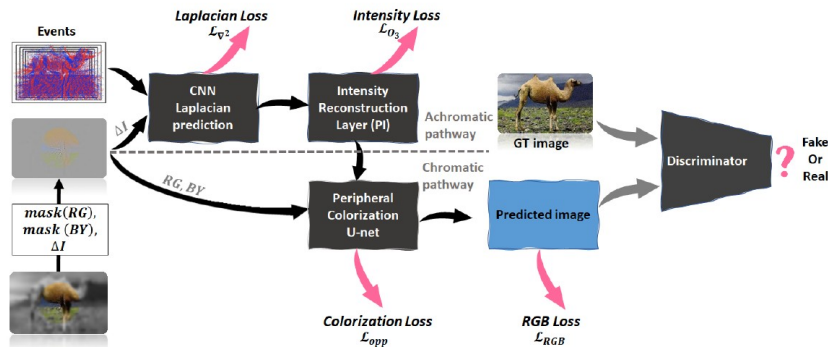 Events
Laplacian Loss
ℒ∇²
Intensity Loss
ℒO₃
CNN
Laplacian
prediction
Intensity
Reconstruction
Layer (PI)
ΔI
Achromatic
pathway
GT image
Chromatic
pathway
Discriminator
?
Fake
Or
Real
RG, BY
mask(RG),
mask (BY),
ΔI
Peripheral
Colorization
U-net
Predicted image
Colorization Loss
ℒopp
RGB Loss
ℒRGB